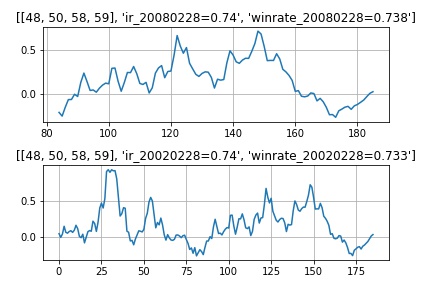 [[48, 50, 58, 59], 'ir_20080228=0.74', 'winrate_20080228=0.738']
0.5
0.0
80 100 120 140 160 180
[[48, 50, 58, 59], 'ir_20020228=0.74', 'winrate_20020228=0.733']
0.5
0.0
0 25 50 75 100 125 150 175